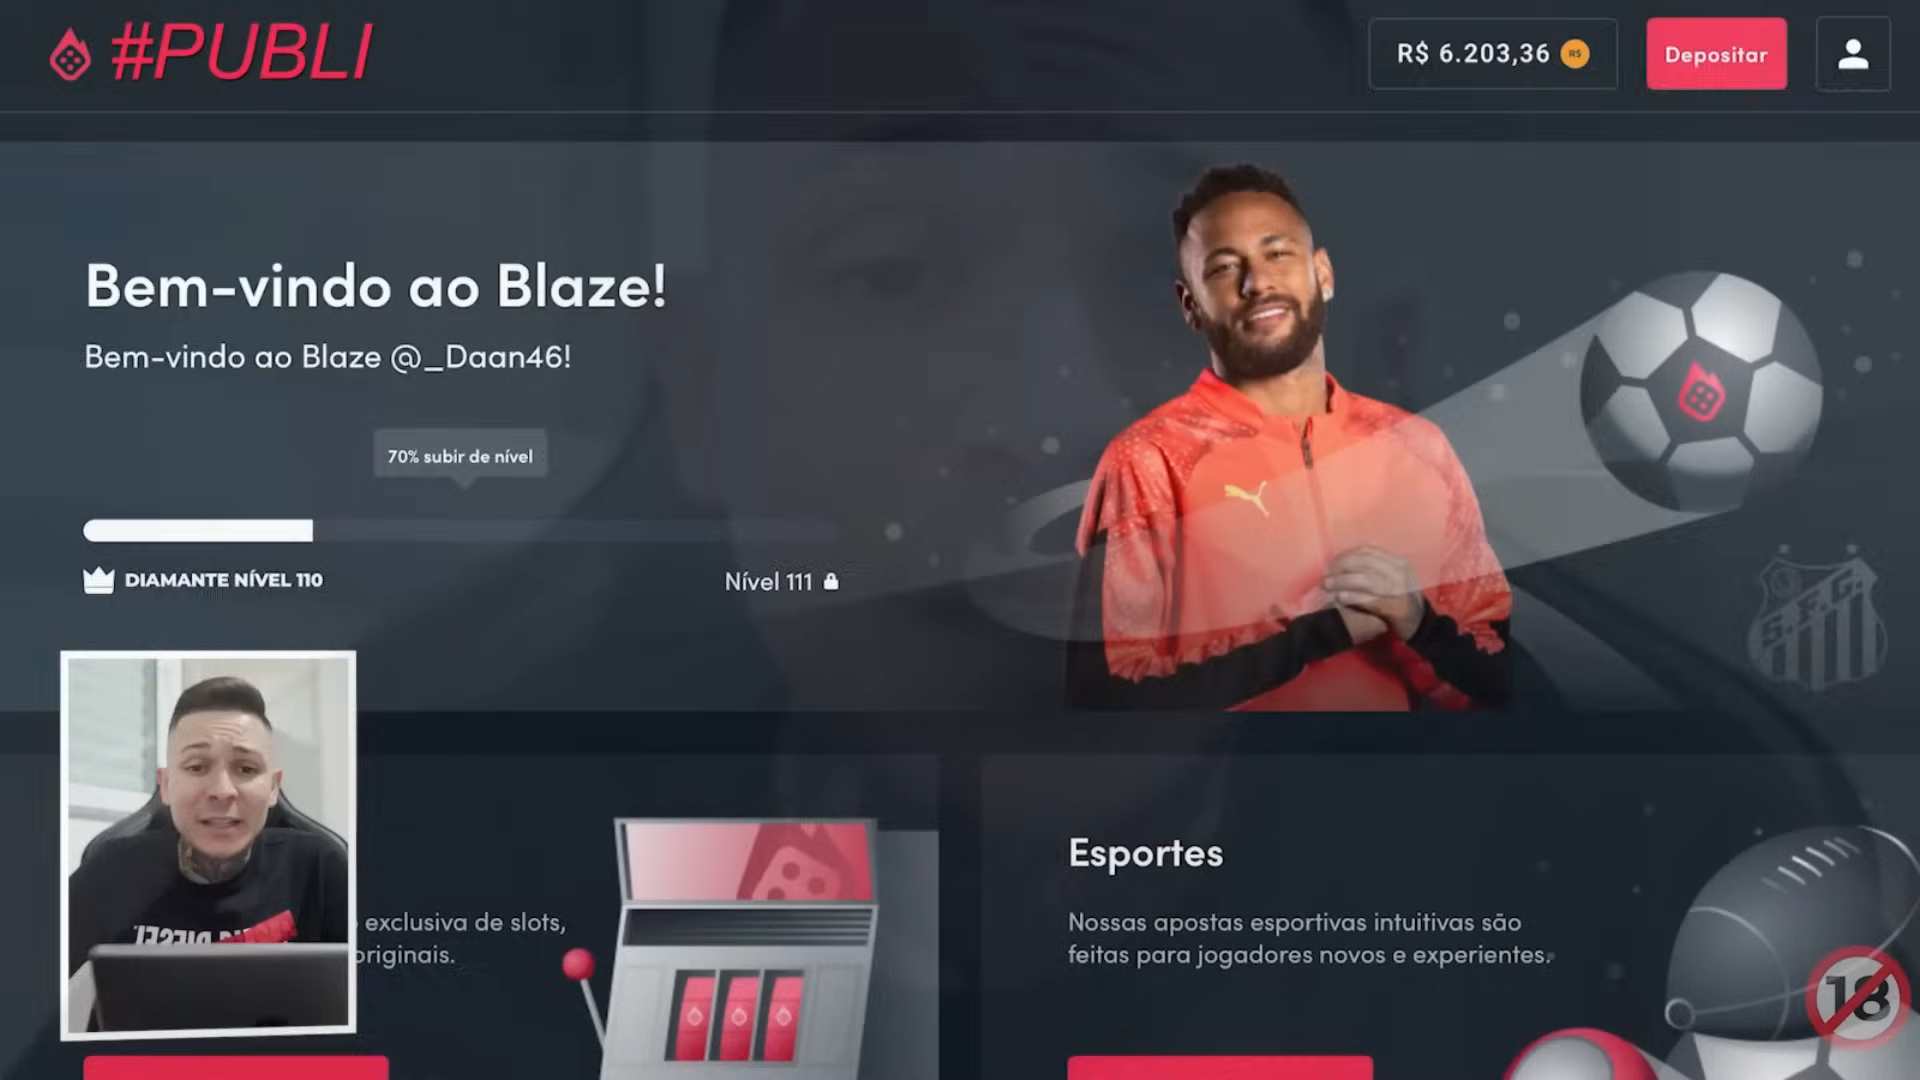 #PUBLI
R$ 6.203,36 R$
Depositar
Bem-vindo ao Blaze!
Bem-vindo ao Blaze @_Daan46!
70% subir de nível
DIAMANTE NÍVEL 110
Nível 111
S.F.C.
exclusiva de slots,
originais.
Esportes
Nossas apostas esportivas intuitivas são
feitas para jogadores novos e experientes.
18